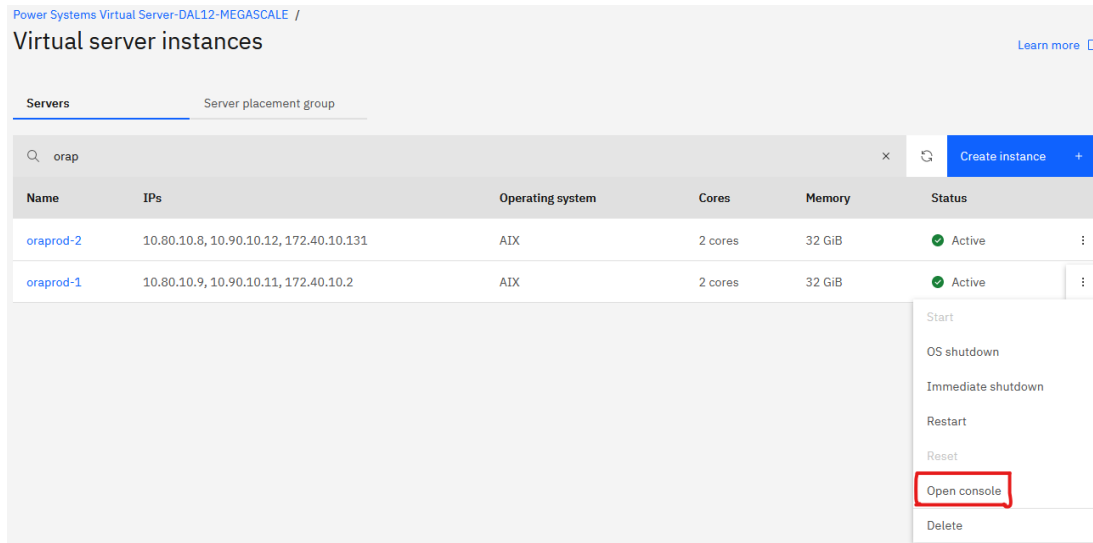 Power Systems Virtual Server-DAL12-MEGASCALE /
Virtual server instances
Learn more
Servers Server placement group
orap Create instance +
Name IPs Operating system Cores Memory Status
oraprod-2 10.80.10.8, 10.90.10.12, 172.40.10.131 AIX 2 cores 32 GiB Active
oraprod-1 10.80.10.9, 10.90.10.11, 172.40.10.2 AIX 2 cores 32 GiB Active
Start
OS shutdown
Immediate shutdown
Restart
Reset
Open console
Delete